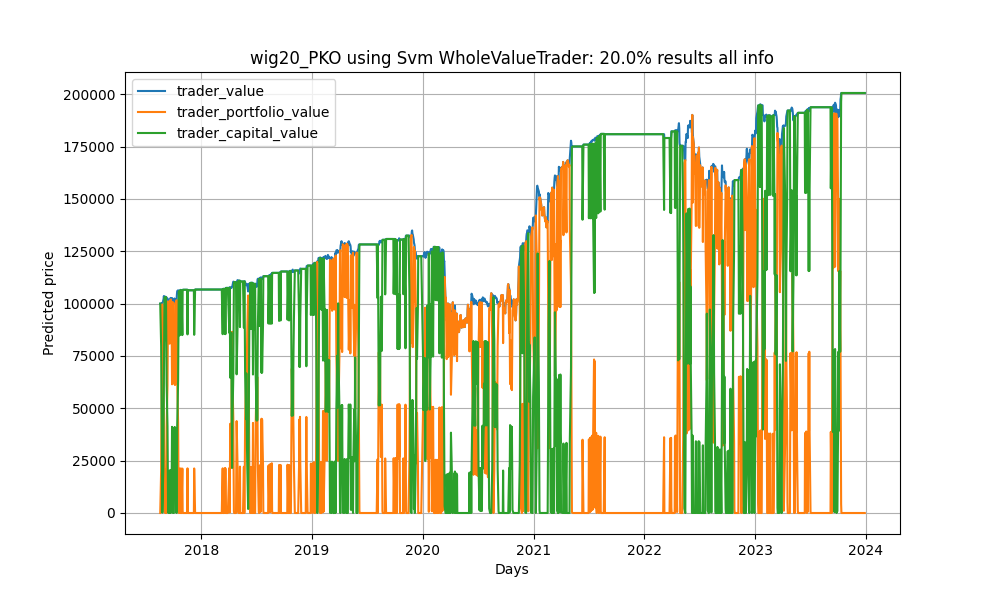 wig20_PKO using Svm WholeValueTrader: 20.0% results all info
trader_value
trader_portfolio_value
trader_capital_value
200000
175000
150000
125000
100000
75000
50000
25000
0
Predicted price
2018 2019 2020 2021 2022 2023 2024
Days